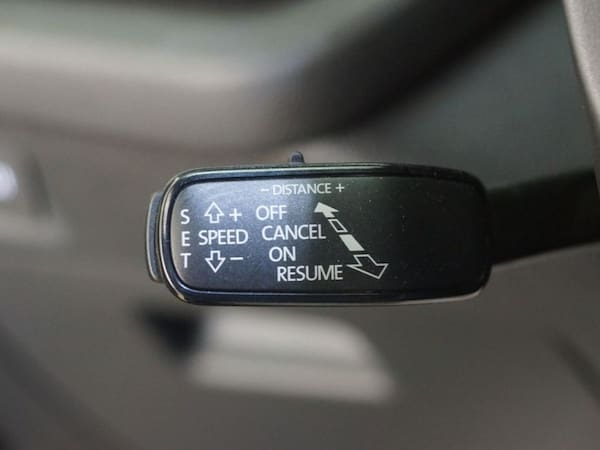 - DISTANCE +
S ⇧ + OFF
E SPEED CANCEL
T ⇩ - ON
RESUME